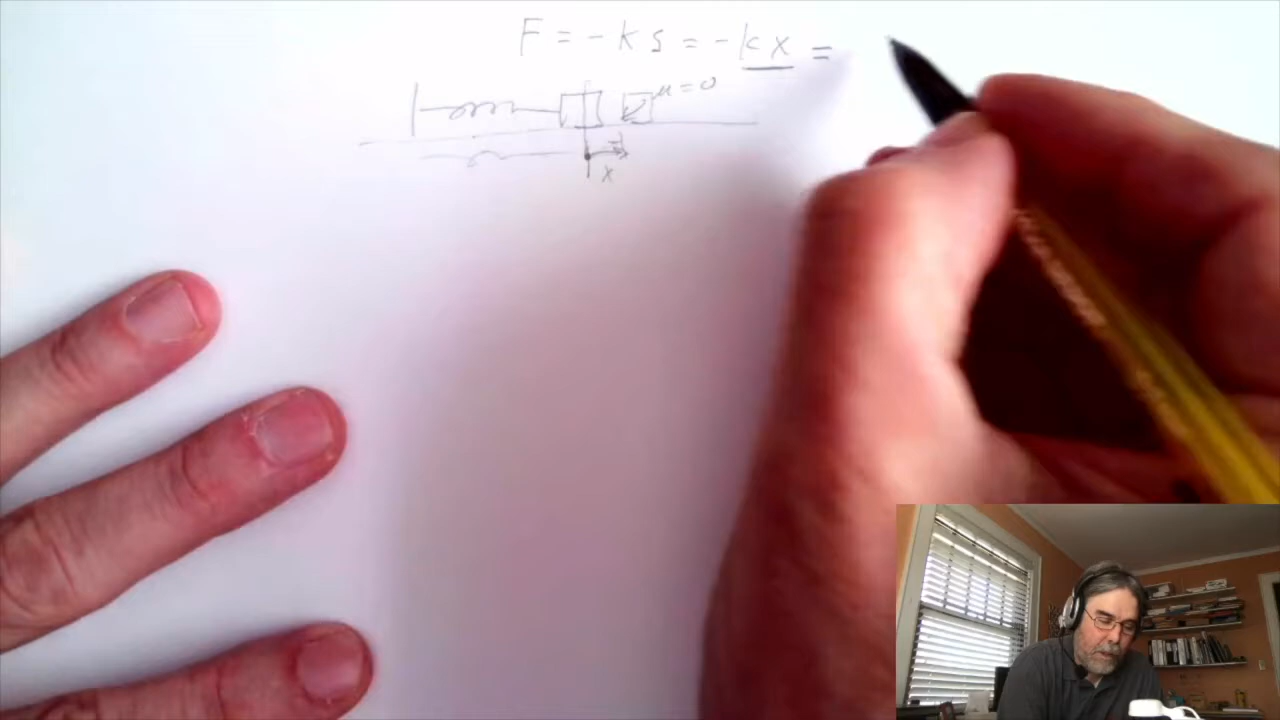 F = - k s = - k x =
μ = 0
x